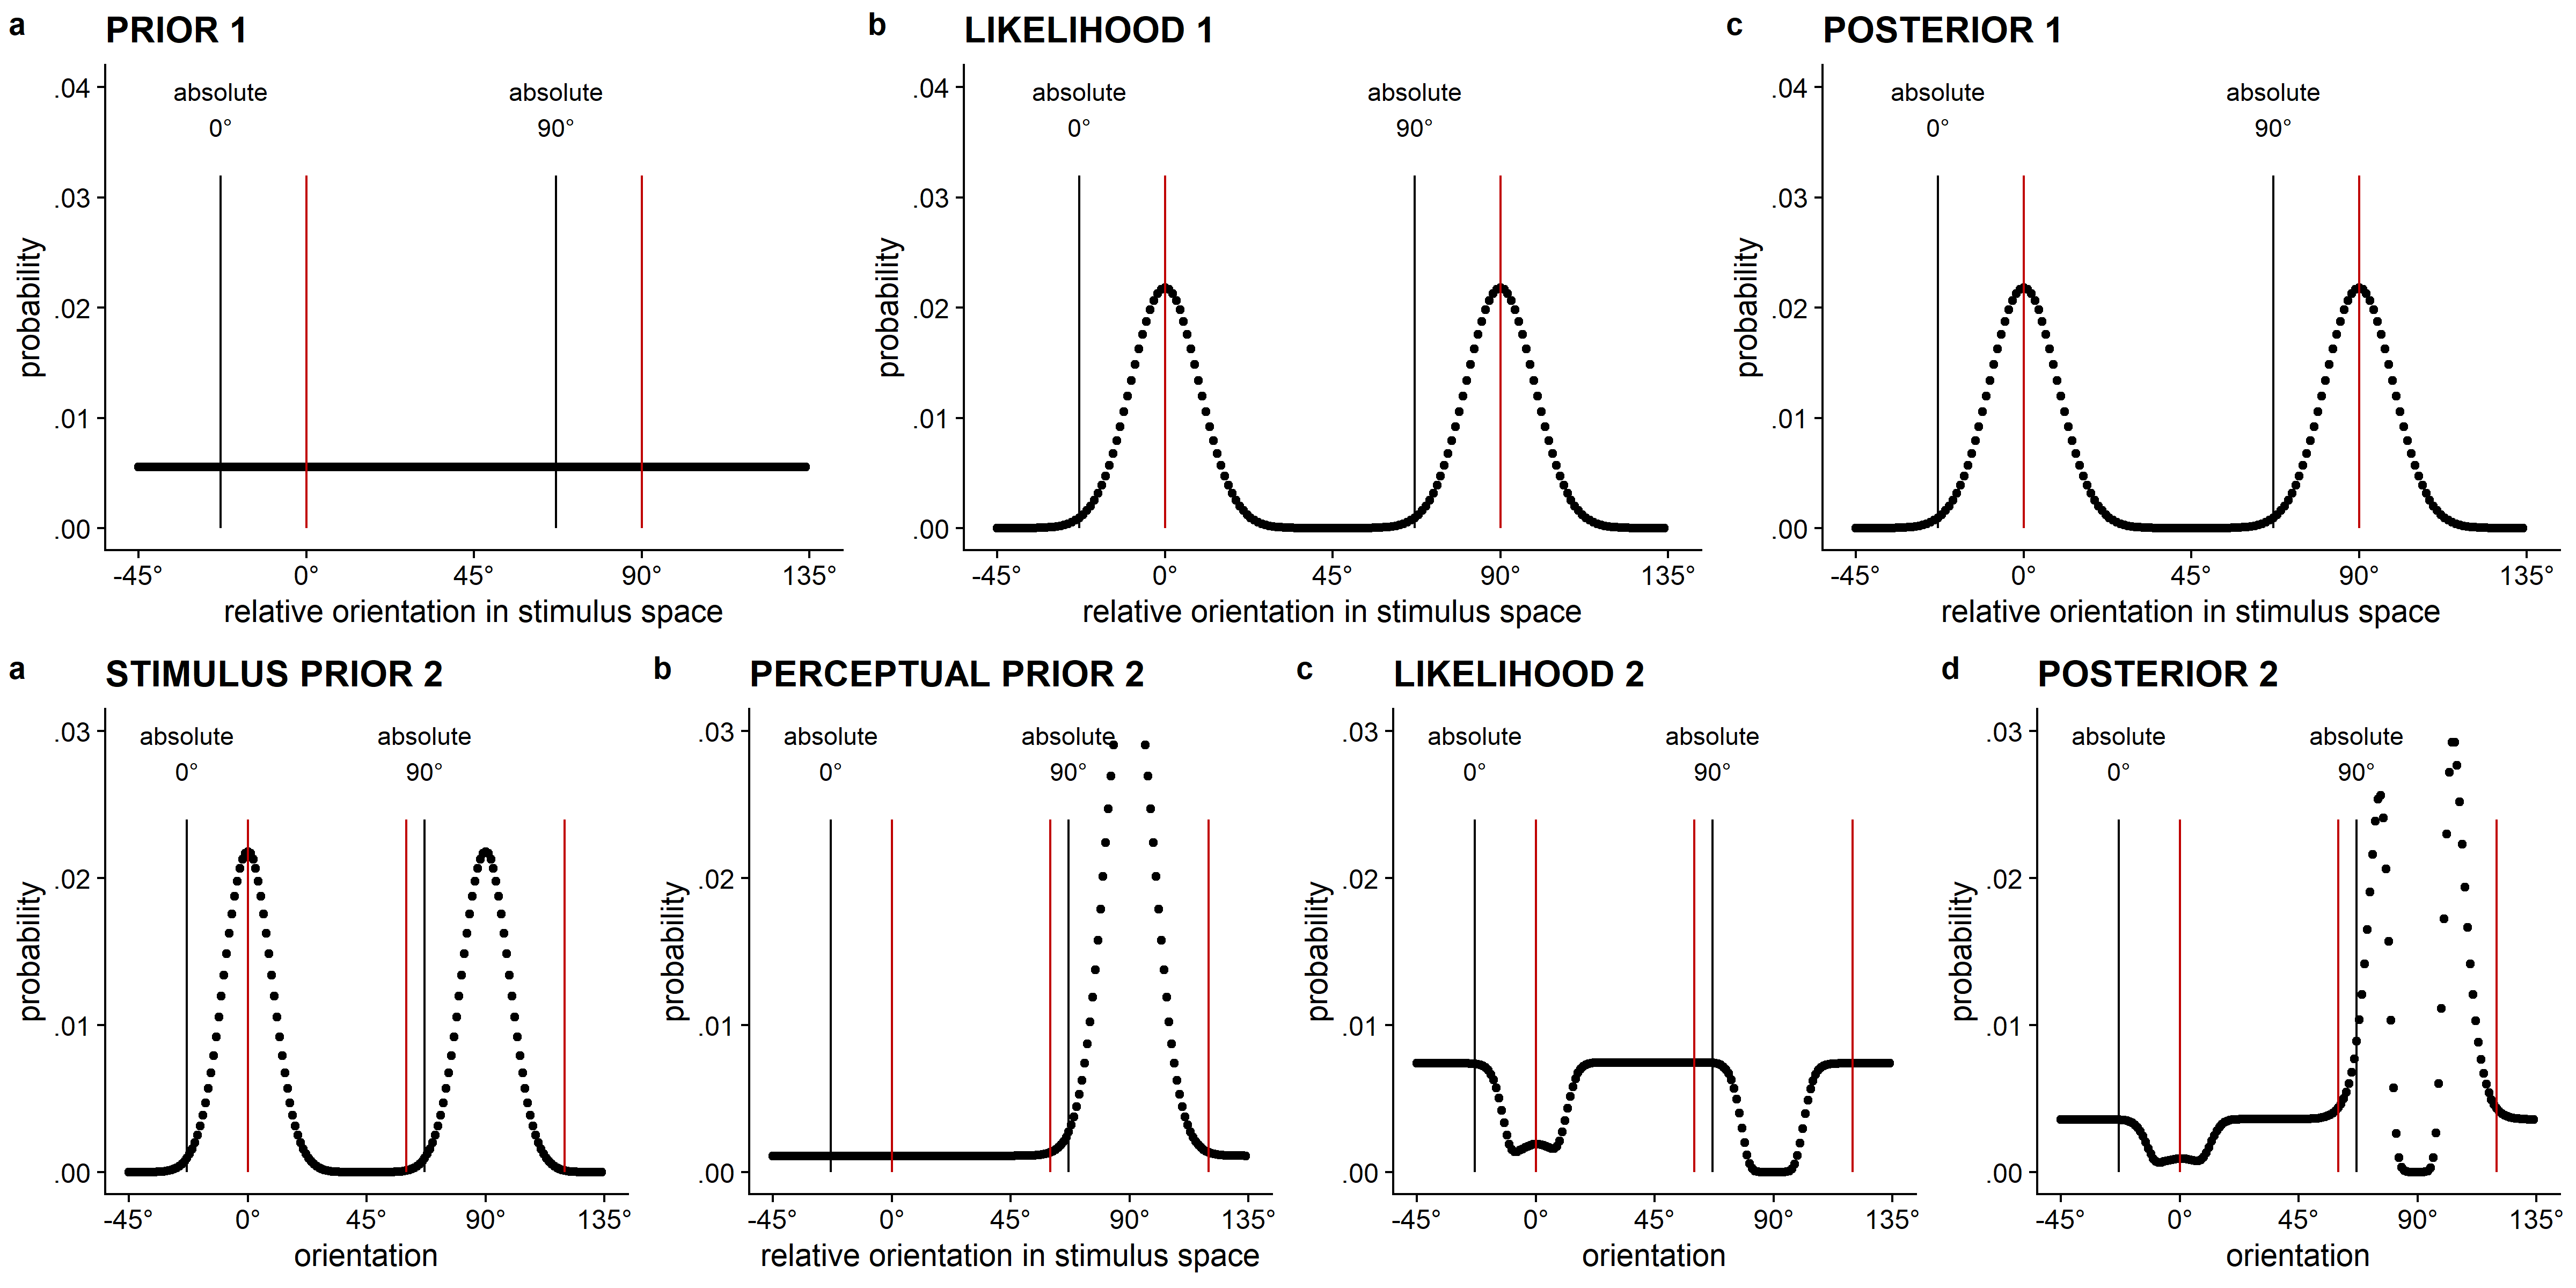 a PRIOR 1
absolute
0°
absolute
90°
.04
.03
.02
.01
.00
probability
-45° 0° 45° 90° 135°
relative orientation in stimulus space
b LIKELIHOOD 1
absolute
0°
absolute
90°
.04
.03
.02
.01
.00
probability
-45° 0° 45° 90° 135°
relative orientation in stimulus space
c POSTERIOR 1
absolute
0°
absolute
90°
.04
.03
.02
.01
.00
probability
-45° 0° 45° 90° 135°
relative orientation in stimulus space
a STIMULUS PRIOR 2
absolute
0°
absolute
90°
.03
.02
.01
.00
probability
-45° 0° 45° 90° 135°
orientation
b PERCEPTUAL PRIOR 2
absolute
0°
absolute
90°
.03
.02
.01
.00
probability
-45° 0° 45° 90° 135°
relative orientation in stimulus space
c LIKELIHOOD 2
absolute
0°
absolute
90°
.03
.02
.01
.00
probability
-45° 0° 45° 90° 135°
orientation
d POSTERIOR 2
absolute
0°
absolute
90°
.03
.02
.01
.00
probability
-45° 0° 45° 90° 135°
orientation